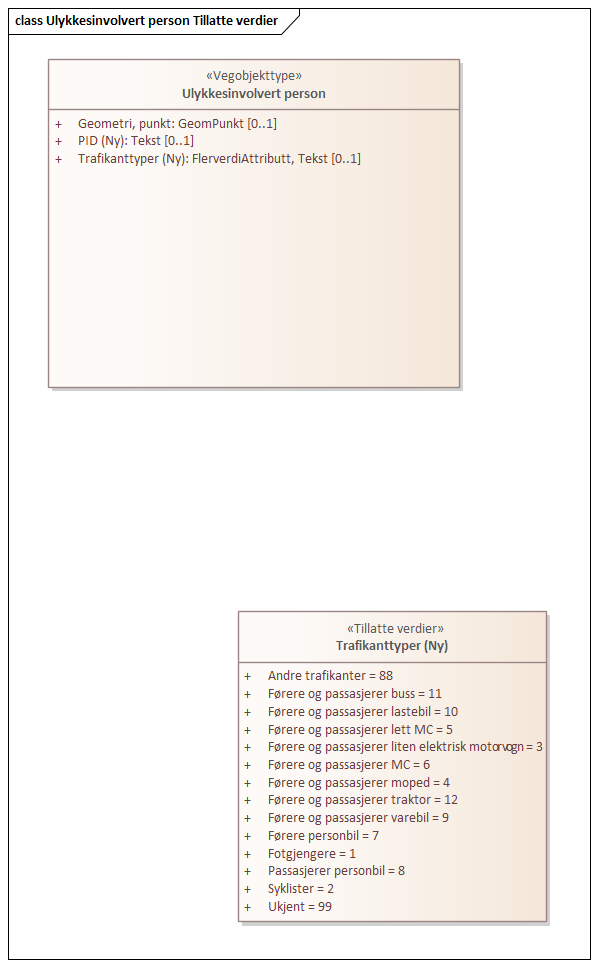 class Ulykkesinvolvert person Tillatte verdier
«Vegobjekttype»
Ulykkesinvolvert person
+ Geometri, punkt: GeomPunkt [0..1]
+ PID (Ny): Tekst [0..1]
+ Trafikanttyper (Ny): FlerverdiAttributt, Tekst [0..1]
«Tillatte verdier»
Trafikanttyper (Ny)
+ Andre trafikanter = 88
+ Førere og passasjerer buss = 11
+ Førere og passasjerer lastebil = 10
+ Førere og passasjerer lett MC = 5
+ Førere og passasjerer liten elektrisk motorvogn = 3
+ Førere og passasjerer MC = 6
+ Førere og passasjerer moped = 4
+ Førere og passasjerer traktor = 12
+ Førere og passasjerer varebil = 9
+ Førere personbil = 7
+ Fotgjengere = 1
+ Passasjerer personbil = 8
+ Syklister = 2
+ Ukjent = 99